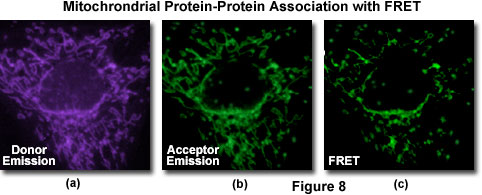 Mitochrondrial Protein-Protein Association with FRET
Donor
Emission
Acceptor
Emission
FRET
(a)
(b)
Figure 8
(c)